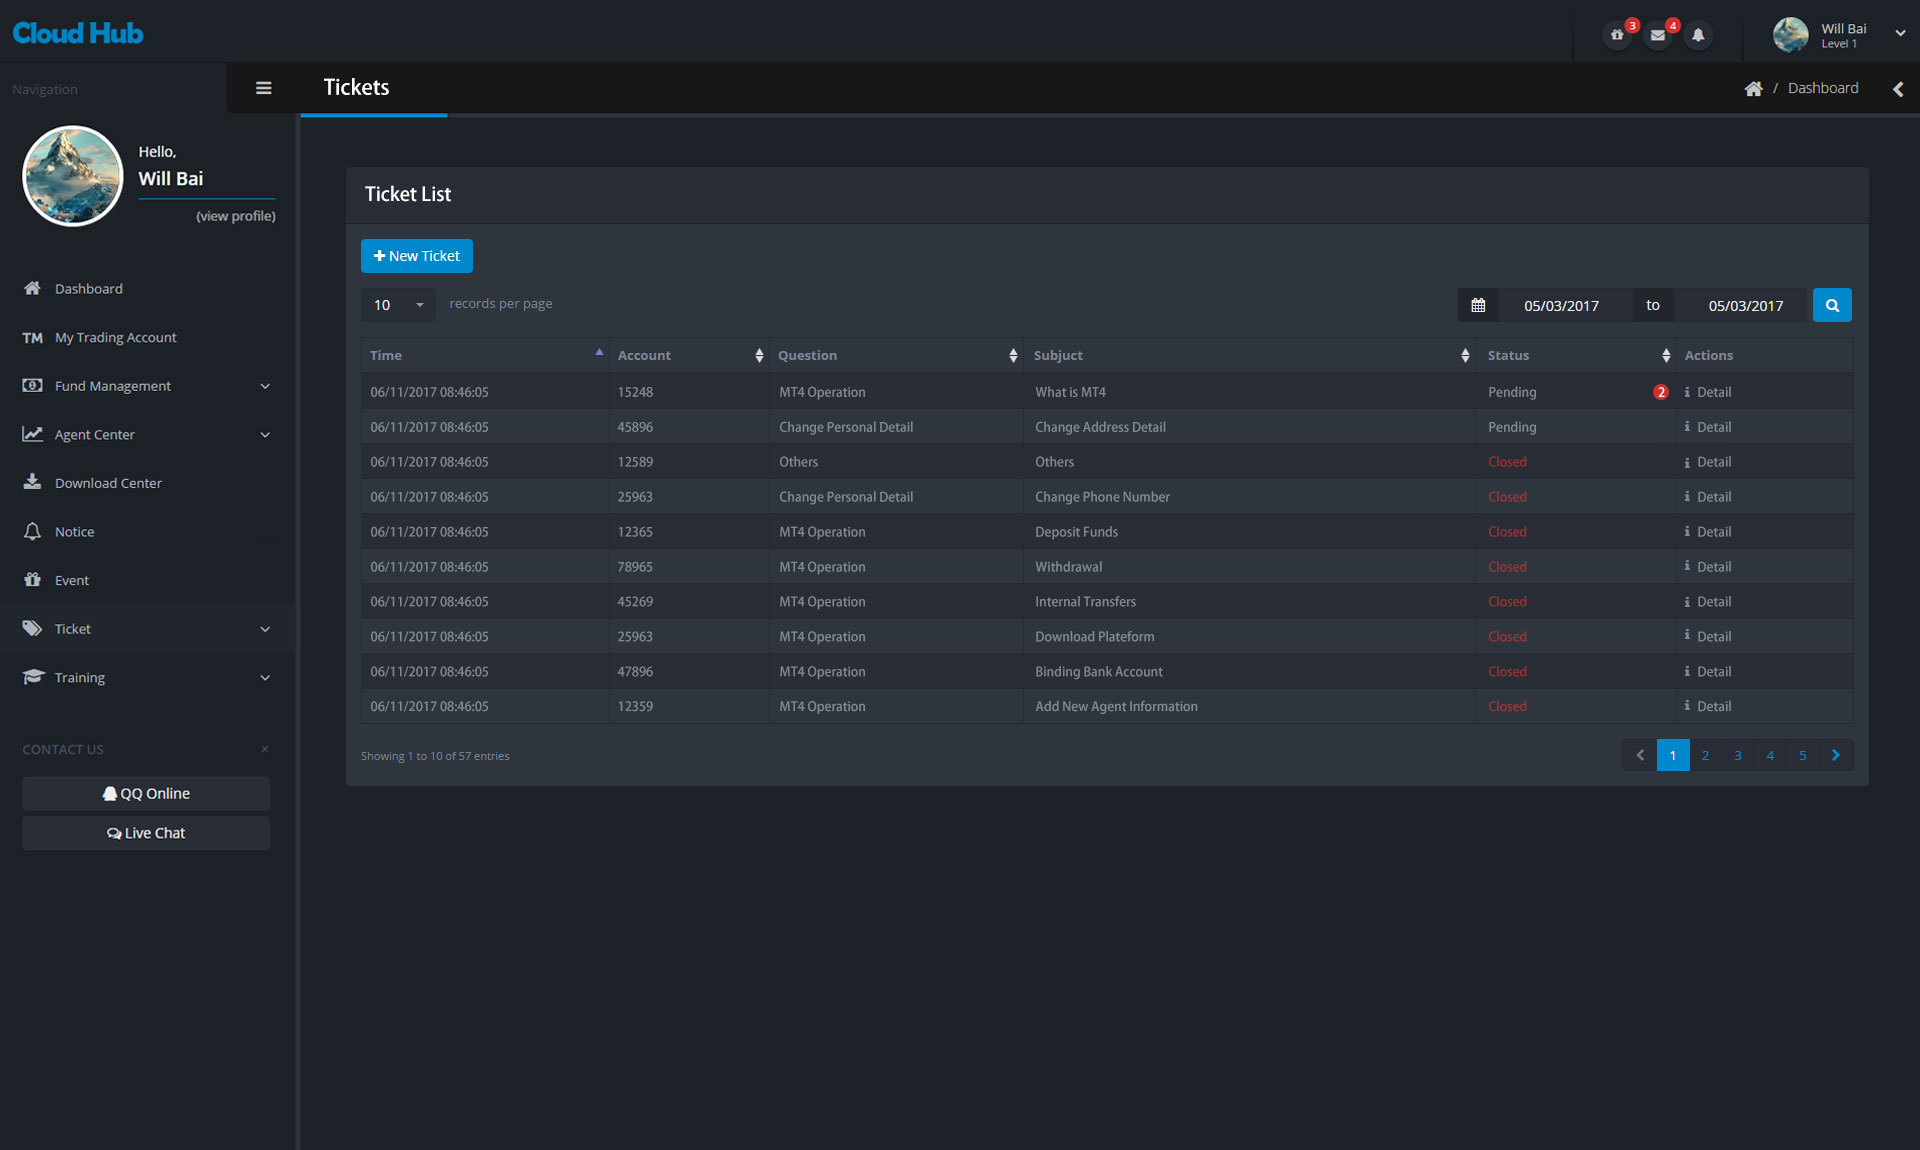 Cloud Hub
3
4
Will Bai
Level 1
Navigation
Tickets
/ Dashboard
Hello,
Will Bai
(view profile)
Dashboard
TM My Trading Account
Fund Management
Agent Center
Download Center
Notice
Event
Ticket
Training
CONTACT US ×
QQ Online
Live Chat
Ticket List
+ New Ticket
10 records per page
05/03/2017 to 05/03/2017
Time Account Question Subjuct Status Actions
06/11/2017 08:46:05 15248 MT4 Operation What is MT4 Pending 2 Detail
06/11/2017 08:46:05 45896 Change Personal Detail Change Address Detail Pending Detail
06/11/2017 08:46:05 12589 Others Others Closed Detail
06/11/2017 08:46:05 25963 Change Personal Detail Change Phone Number Closed Detail
06/11/2017 08:46:05 12365 MT4 Operation Deposit Funds Closed Detail
06/11/2017 08:46:05 78965 MT4 Operation Withdrawal Closed Detail
06/11/2017 08:46:05 45269 MT4 Operation Internal Transfers Closed Detail
06/11/2017 08:46:05 25963 MT4 Operation Download Plateform Closed Detail
06/11/2017 08:46:05 47896 MT4 Operation Binding Bank Account Closed Detail
06/11/2017 08:46:05 12359 MT4 Operation Add New Agent Information Closed Detail
Showing 1 to 10 of 57 entries
1 2 3 4 5